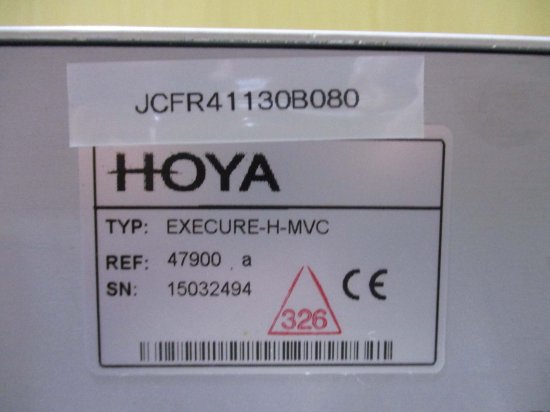 JCFR41130B080
HOYA
TYP: EXECURE-H-MVC
REF: 47900 a
SN: 15032494
326
CE